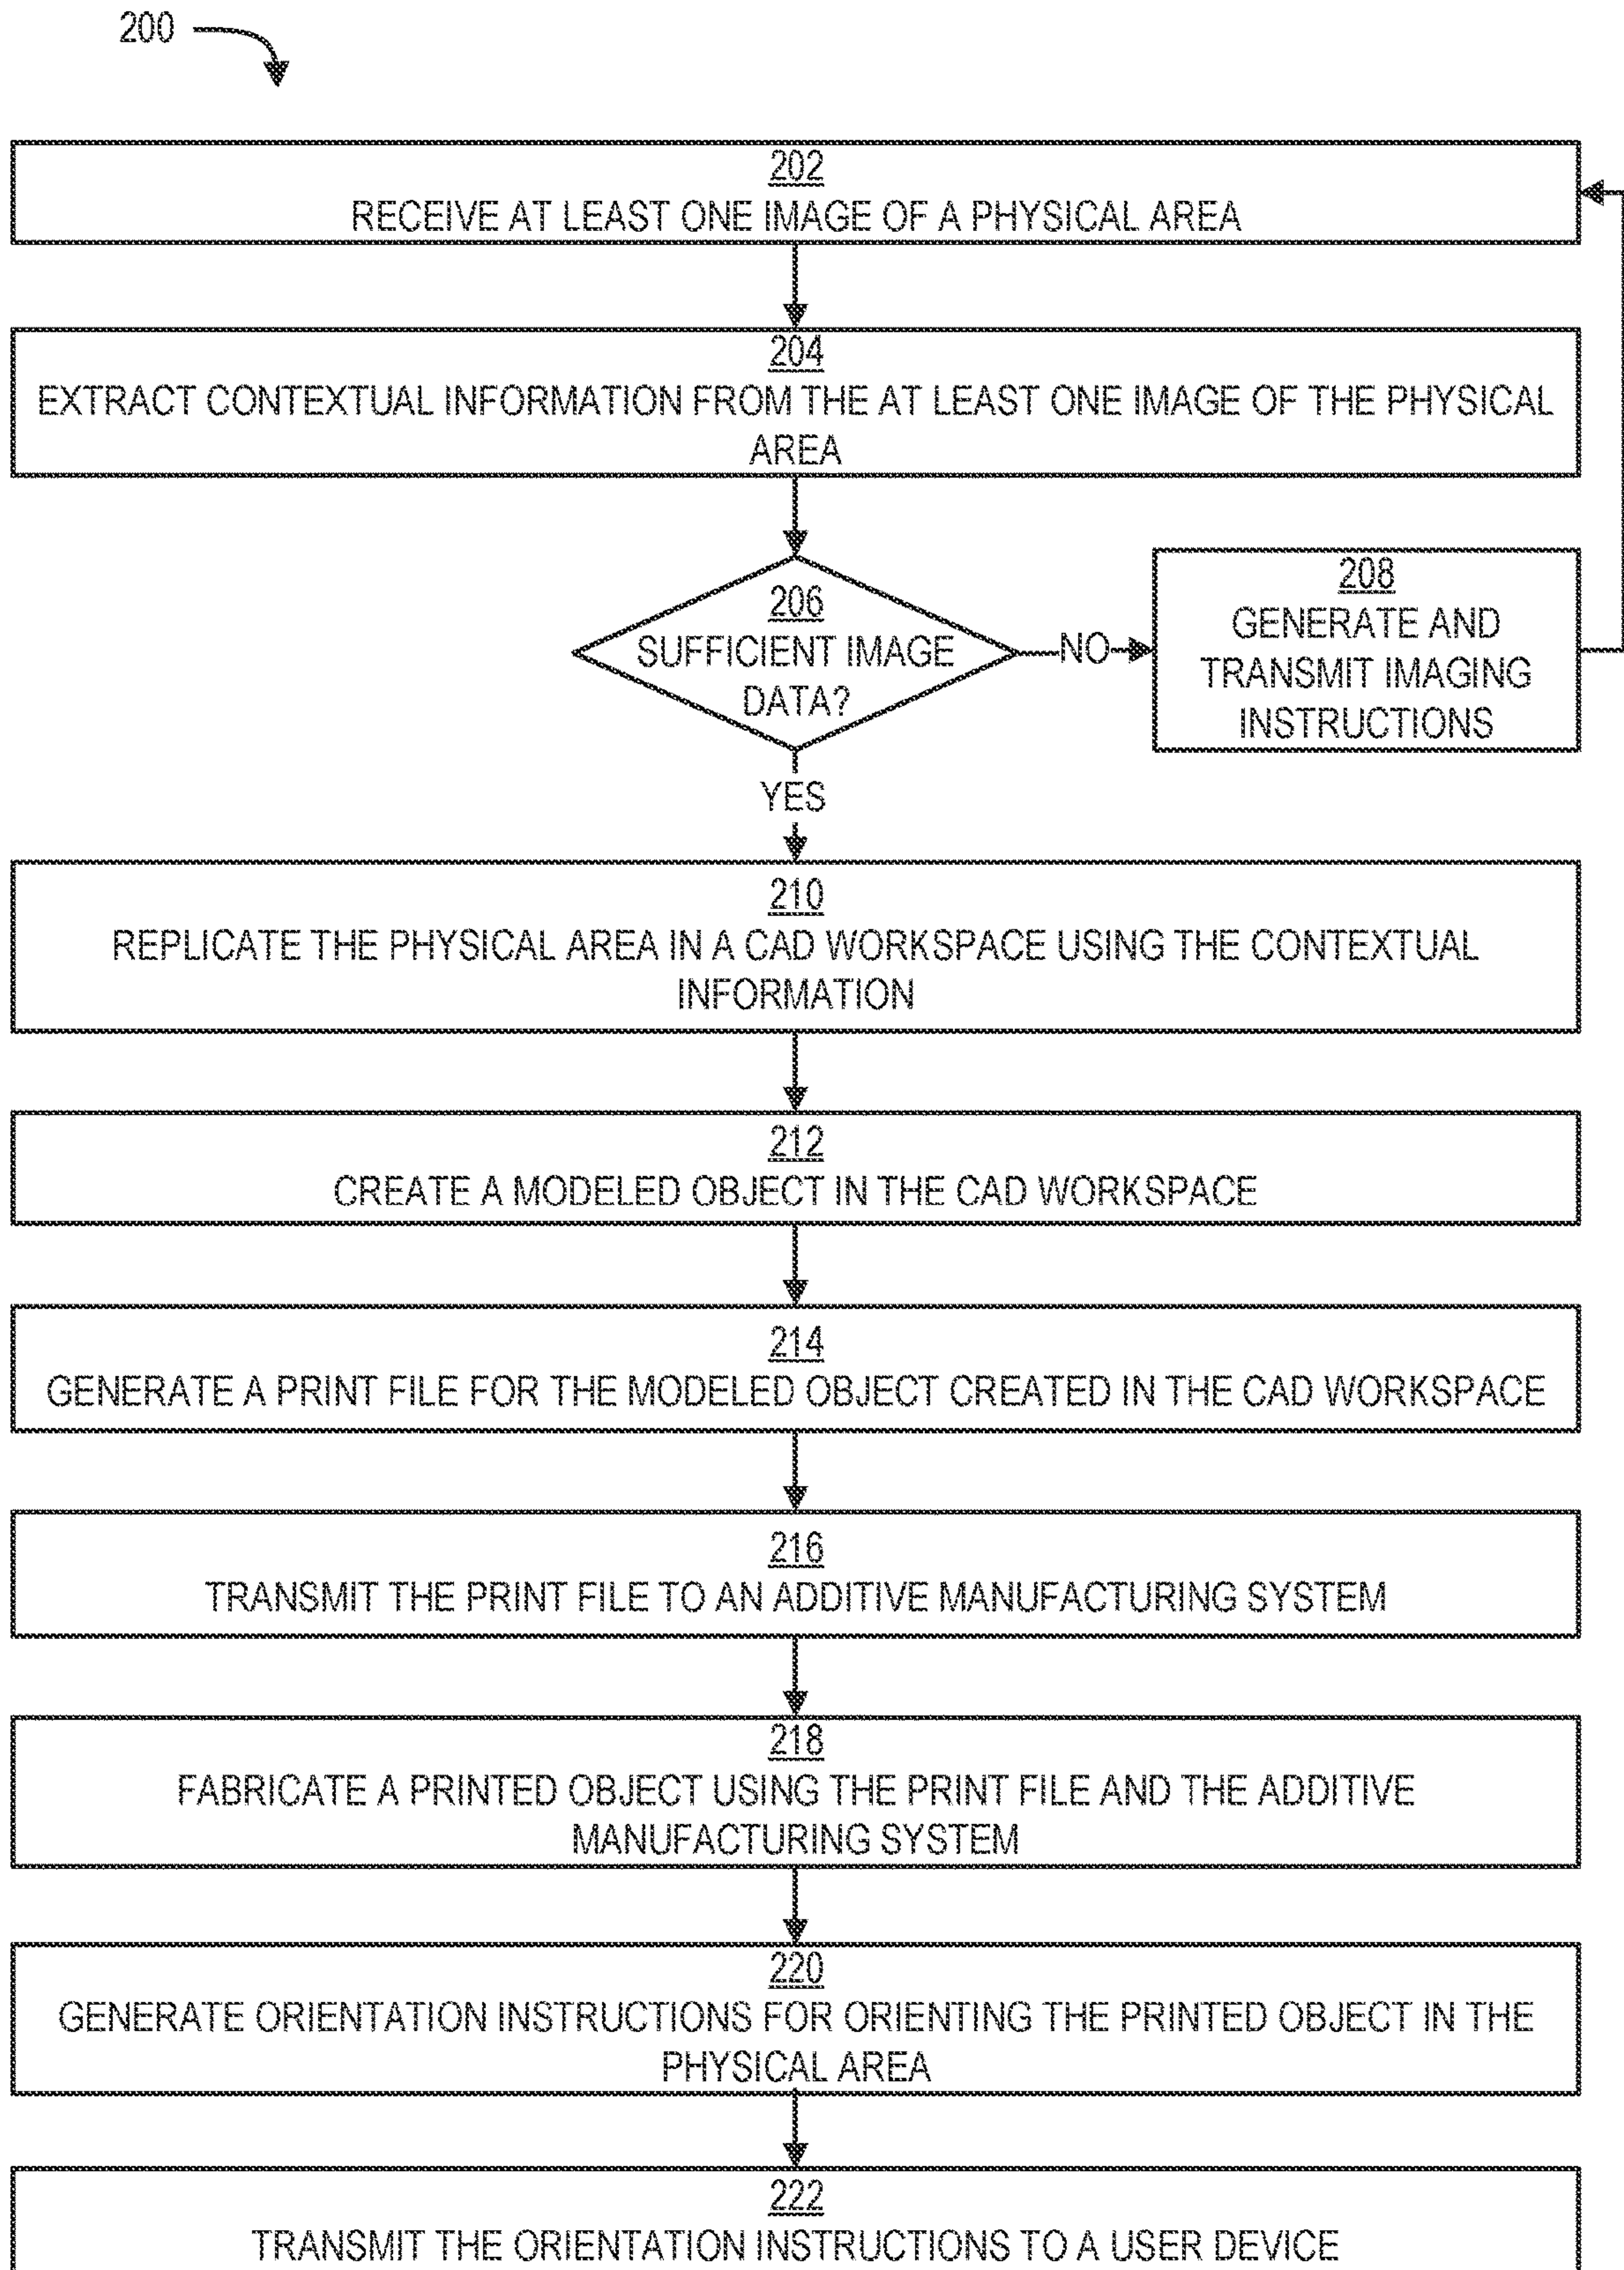 200
202
RECEIVE AT LEAST ONE IMAGE OF A PHYSICAL AREA
204
EXTRACT CONTEXTUAL INFORMATION FROM THE AT LEAST ONE IMAGE OF THE PHYSICAL
AREA
206
SUFFICIENT IMAGE
DATA?
NO
208
GENERATE AND
TRANSMIT IMAGING
INSTRUCTIONS
YES
210
REPLICATE THE PHYSICAL AREA IN A CAD WORKSPACE USING THE CONTEXTUAL
INFORMATION
212
CREATE A MODELED OBJECT IN THE CAD WORKSPACE
214
GENERATE A PRINT FILE FOR THE MODELED OBJECT CREATED IN THE CAD WORKSPACE
216
TRANSMIT THE PRINT FILE TO AN ADDITIVE MANUFACTURING SYSTEM
218
FABRICATE A PRINTED OBJECT USING THE PRINT FILE AND THE ADDITIVE
MANUFACTURING SYSTEM
220
GENERATE ORIENTATION INSTRUCTIONS FOR ORIENTING THE PRINTED OBJECT IN THE
PHYSICAL AREA
222
TRANSMIT THE ORIENTATION INSTRUCTIONS TO A USER DEVICE